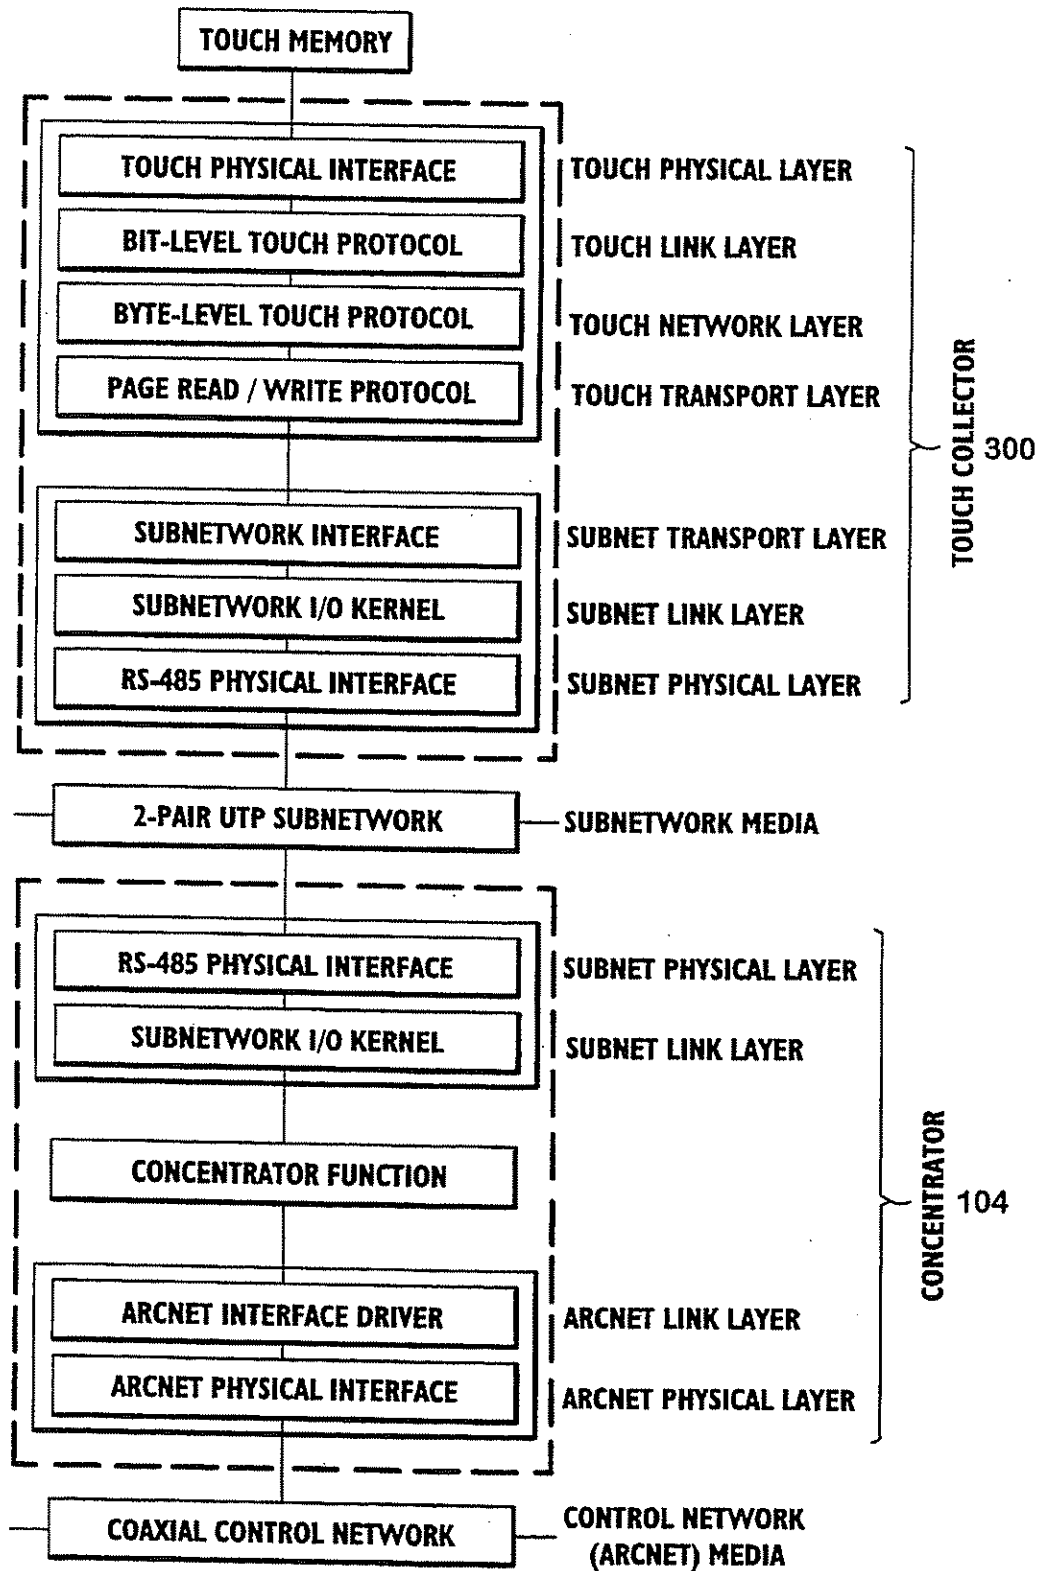 TOUCH MEMORY
TOUCH PHYSICAL INTERFACE
TOUCH PHYSICAL LAYER
BIT-LEVEL TOUCH PROTOCOL
TOUCH LINK LAYER
BYTE-LEVEL TOUCH PROTOCOL
TOUCH NETWORK LAYER
PAGE READ / WRITE PROTOCOL
TOUCH TRANSPORT LAYER
TOUCH COLLECTOR
300
SUBNETWORK INTERFACE
SUBNET TRANSPORT LAYER
SUBNETWORK I/O KERNEL
SUBNET LINK LAYER
RS-485 PHYSICAL INTERFACE
SUBNET PHYSICAL LAYER
2-PAIR UTP SUBNETWORK
SUBNETWORK MEDIA
RS-485 PHYSICAL INTERFACE
SUBNET PHYSICAL LAYER
SUBNETWORK I/O KERNEL
SUBNET LINK LAYER
CONCENTRATOR FUNCTION
CONCENTRATOR
104
ARCNET INTERFACE DRIVER
ARCNET LINK LAYER
ARCNET PHYSICAL INTERFACE
ARCNET PHYSICAL LAYER
COAXIAL CONTROL NETWORK
CONTROL NETWORK
(ARCNET) MEDIA